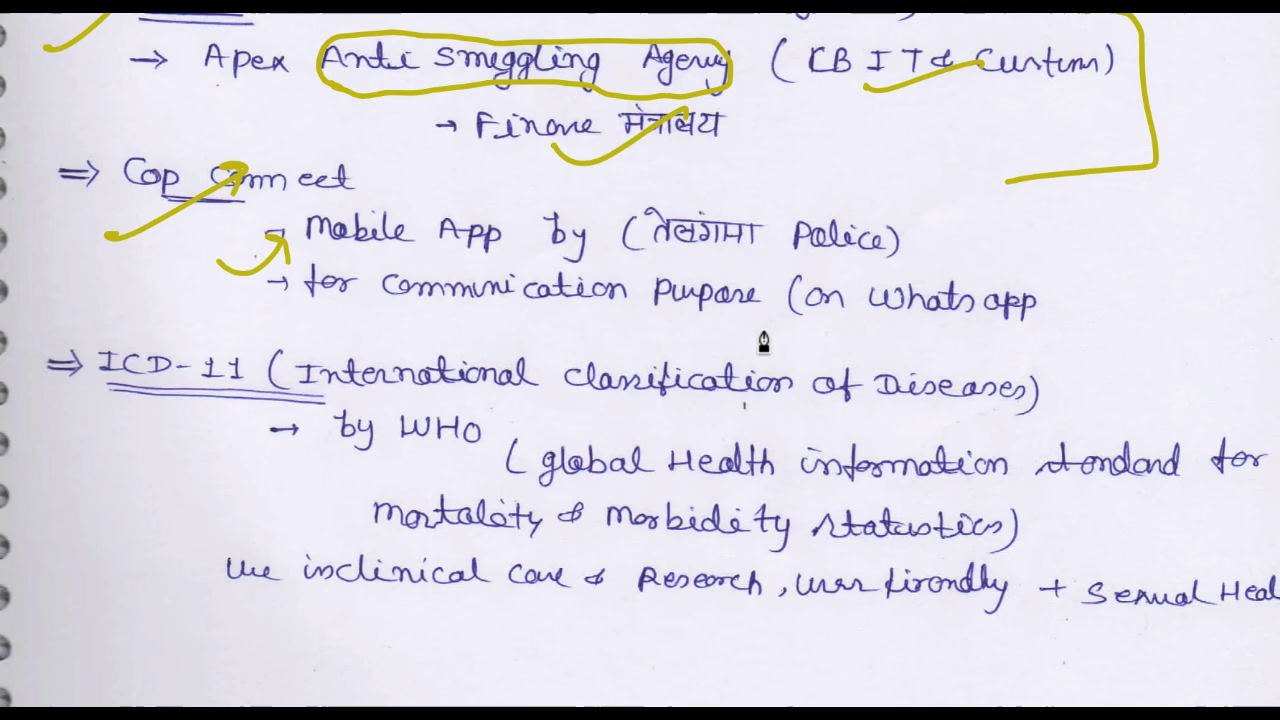 → Apex Anti Smuggling Agency (CBIT & Custum)
→ Finance मंत्रालय
⇒ Cop Connect
→ Mobile App by (तेलंगाना Police)
→ for communication purpose (on Whatsapp
⇒ ICD-11 (International classification of Diseases)
→ by WHO
(global Health information standard for
mortality & morbidity statistics)
use in clinical care & Research, user firendly + Sexual Heal